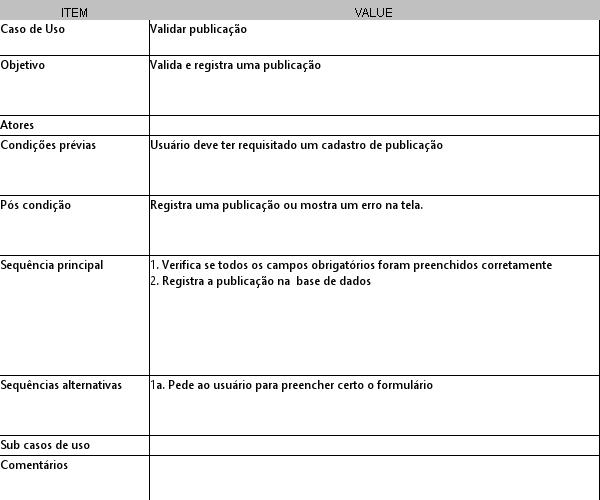 ITEM VALUE
Caso de Uso Validar publicação
Objetivo Valida e registra uma publicação
Atores
Condições prévias Usuário deve ter requisitado um cadastro de publicação
Pós condição Registra uma publicação ou mostra um erro na tela.
Sequência principal 1. Verifica se todos os campos obrigatórios foram preenchidos corretamente
2. Registra a publicação na  base de dados
Sequências alternativas 1a. Pede ao usuário para preencher certo o formulário
Sub casos de uso
Comentários